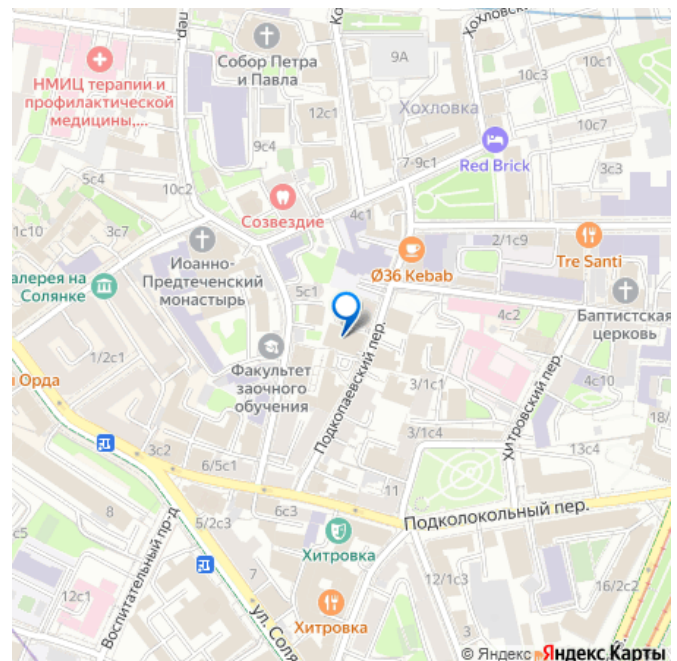 пер.
Хохловск
Собор Петра
и Павла
9А
10с1
10с1
10с3
НМИЦ терапии и
профилактической
медицины,...
12с1
Хохловка
10с7
9с4
7-9с1
Red Brick
3с3
5с4
10с2
Созвездие
4с1
1с10
3с7
Иоанно-
Предтеченский
монастырь
Ø36 Kebab
2/1с9
Tre Santi
алерея на
Солянке
5с1
4с2
Баптистская
церковь
1/2с1
Факультет
заочного
обучения
Подкопаевский пер.
3/1с1
Хитровский пер.
4с10
Орда
18/
3с2
6/5с1
3/1с4
13с4
8
5/2с3
6с3
11
Подколокольный пер.
с5
Воспитательный пр-д
Хитровка
7
12с1
12/1с3
16/2с2
ул. Соля
Хитровка
3
© Яндекс Яндекс Карты